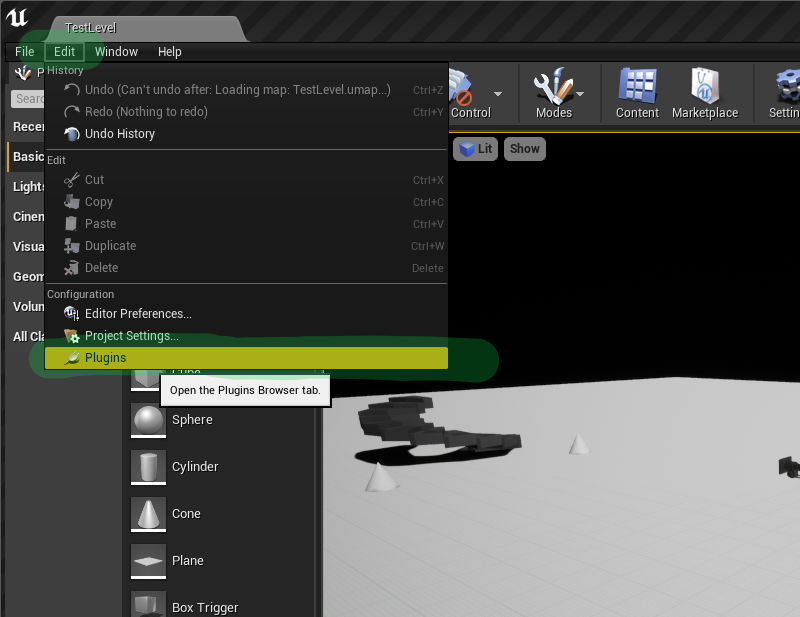 TestLevel
File Edit Window Help
History
Undo (Can't undo after: Loading map: TestLevel.umap...) Ctrl+Z
Redo (Nothing to redo) Ctrl+Y
Undo History
Edit
Cut Ctrl+X
Copy Ctrl+C
Paste Ctrl+V
Duplicate Ctrl+W
Delete Delete
Configuration
Editor Preferences...
Project Settings...
Plugins
Open the Plugins Browser tab.
Control
Modes
Content
Marketplace
Settin
Lit
Show
Sear
Recen
Basic
Lights
Cinem
Visua
Geom
Volum
All Cla
Cube
Sphere
Cylinder
Cone
Plane
Box Trigger